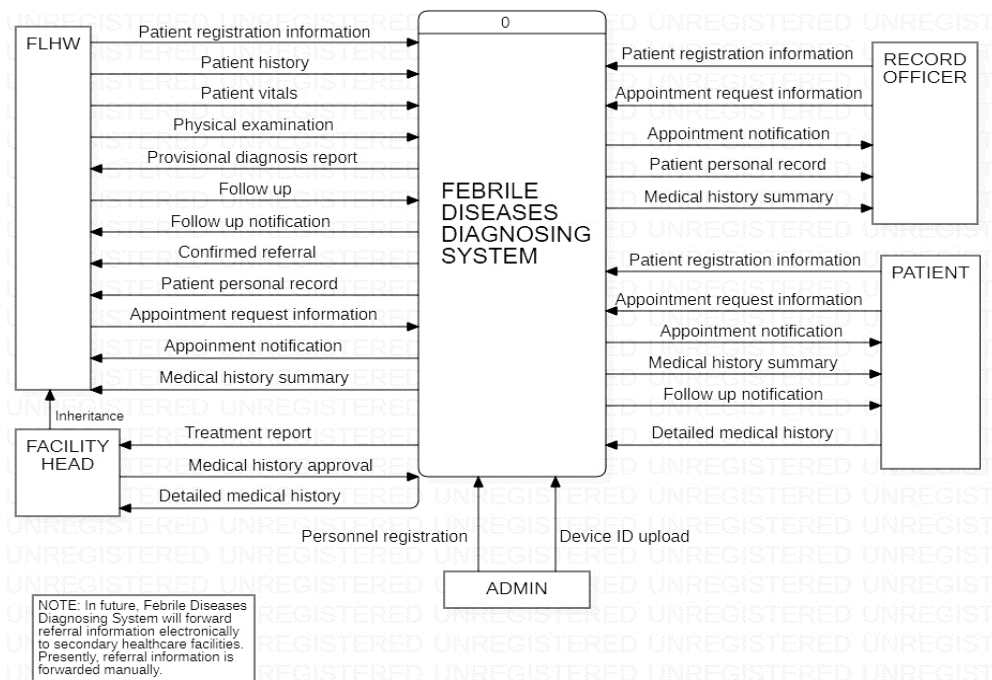 0
FLHW
Patient registration information
Patient history
Patient vitals
Physical examination
Provisional diagnosis report
Follow up
Follow up notification
Confirmed referral
Patient personal record
Appointment request information
Appoinment notification
Medical history summary
Inheritance
FACILITY
HEAD
Treatment report
Medical history approval
Detailed medical history
FEBRILE
DISEASES
DIAGNOSING
SYSTEM
RECORD
OFFICER
Patient registration information
Appointment request information
Appointment notification
Patient personal record
Medical history summary
PATIENT
Patient registration information
Appointment request information
Appointment notification
Medical history summary
Follow up notification
Detailed medical history
Personnel registration
Device ID upload
ADMIN
NOTE: In future, Febrile Diseases
Diagnosing System will forward
referral information electronically
to secondary healthcare facilities.
Presently, referral information is
forwarded manually.
UNREGISTERED